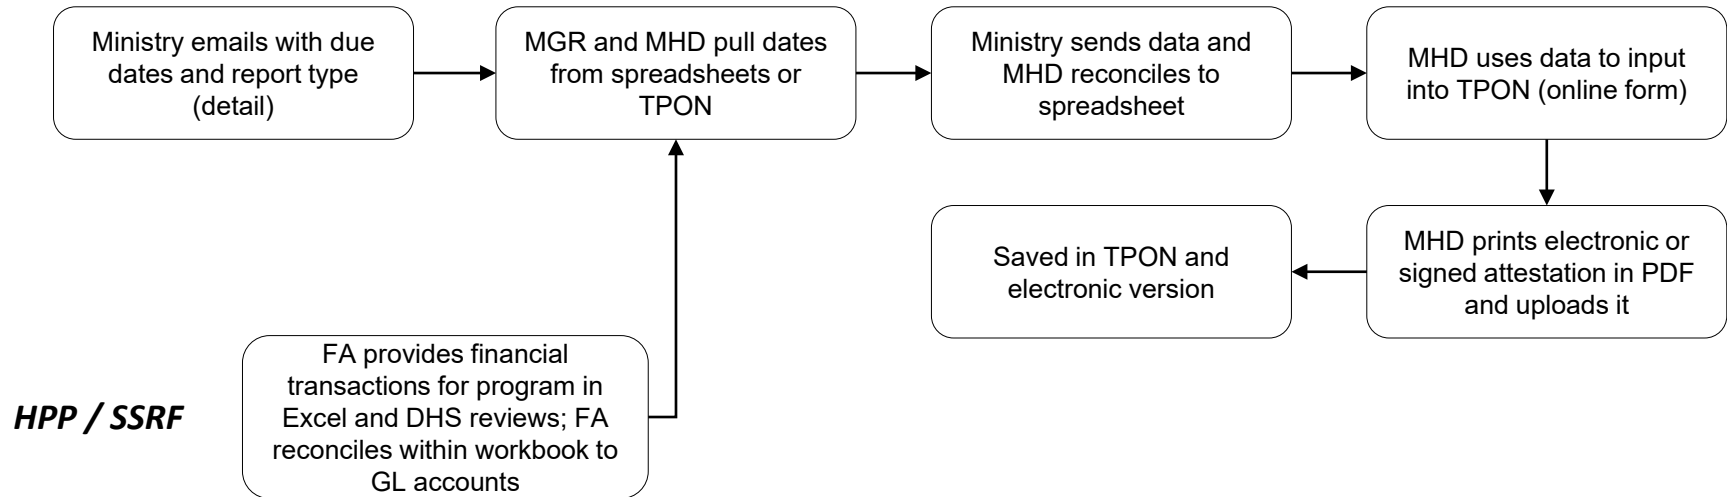 Ministry emails with due
dates and report type
(detail)
MGR and MHD pull dates
from spreadsheets or
TPON
Ministry sends data and
MHD reconciles to
spreadsheet
MHD uses data to input
into TPON (online form)
MHD prints electronic or
signed attestation in PDF
and uploads it
Saved in TPON and
electronic version
HPP / SSRF
FA provides financial
transactions for program in
Excel and DHS reviews; FA
reconciles within workbook to
GL accounts